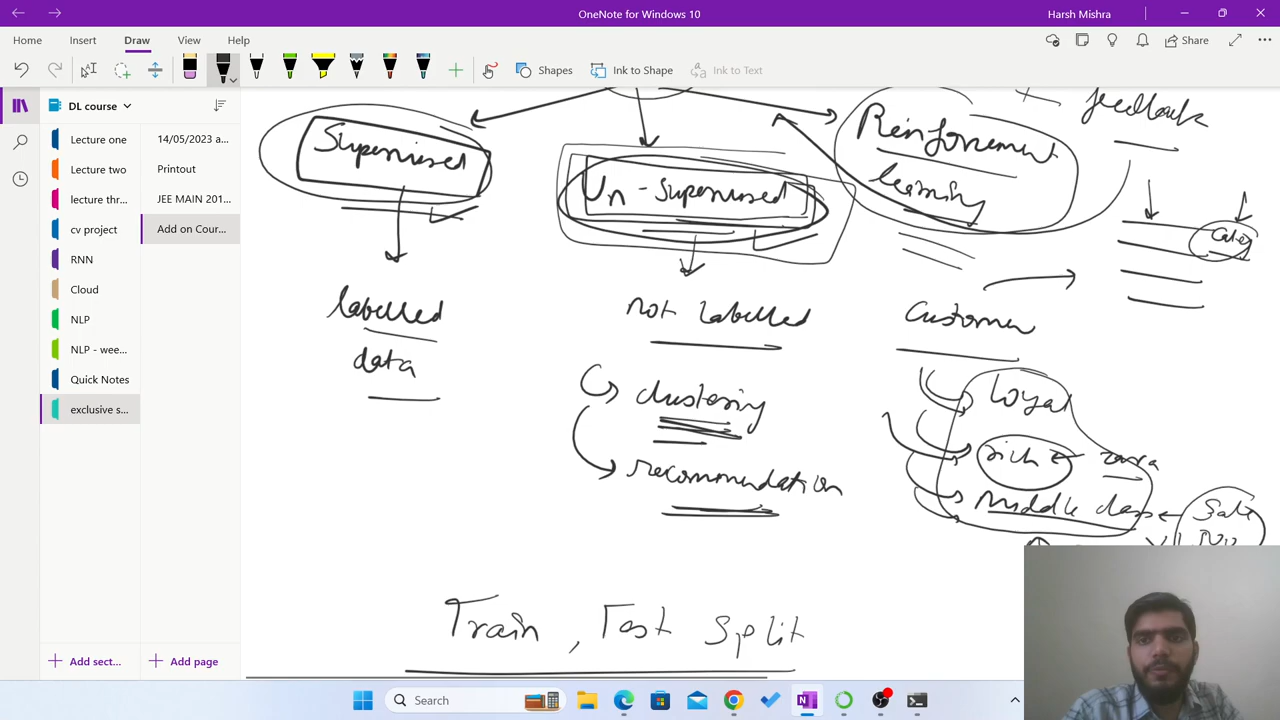 OneNote for Windows 10
Harsh Mishra
Home
Insert
Draw
View
Help
Share
Shapes
Ink to Shape
Ink to Text
DL course
Lecture one
Lecture two
lecture thr...
cv project
RNN
Cloud
NLP
NLP - wee...
Quick Notes
exclusive s...
Add sect...
14/05/2023 a...
Printout
JEE MAIN 201...
Add on Cour...
Add page
feedback
Supervised
Un-Supervised
Reinforcement
learning
labelled
data
not labelled
clustering
recommendation
Customer
Loyal
rich
zara
middle class
Sale
Train, Test Split
Search